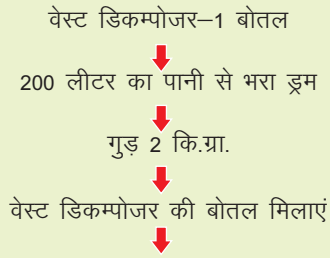 वेस्ट डिकम्पोजर–1 बोतल
200 लीटर का पानी से भरा ड्रम
गुड़ 2 कि.ग्रा.
वेस्ट डिकम्पोजर की बोतल मिलाएं